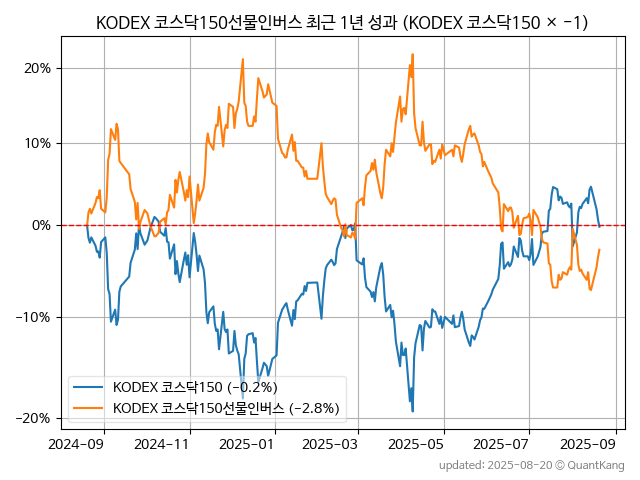 KODEX 코스닥150선물인버스 최근 1년 성과 (KODEX 코스닥150 × −1)
20%
10%
0%
−10%
−20%
KODEX 코스닥150 (−0.2%)
KODEX 코스닥150선물인버스 (−2.8%)
2024-09 2024-11 2025-01 2025-03 2025-05 2025-07 2025-09
updated: 2025-08-20 © QuantKang